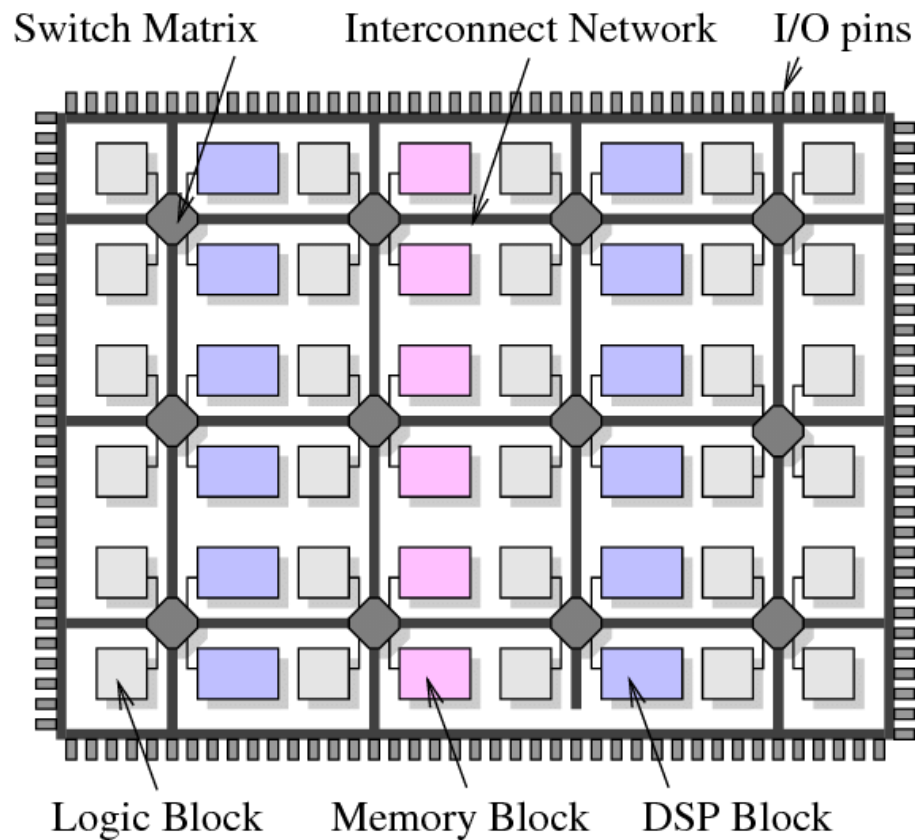 Switch Matrix Interconnect Network I/O pins
Logic Block Memory Block DSP Block